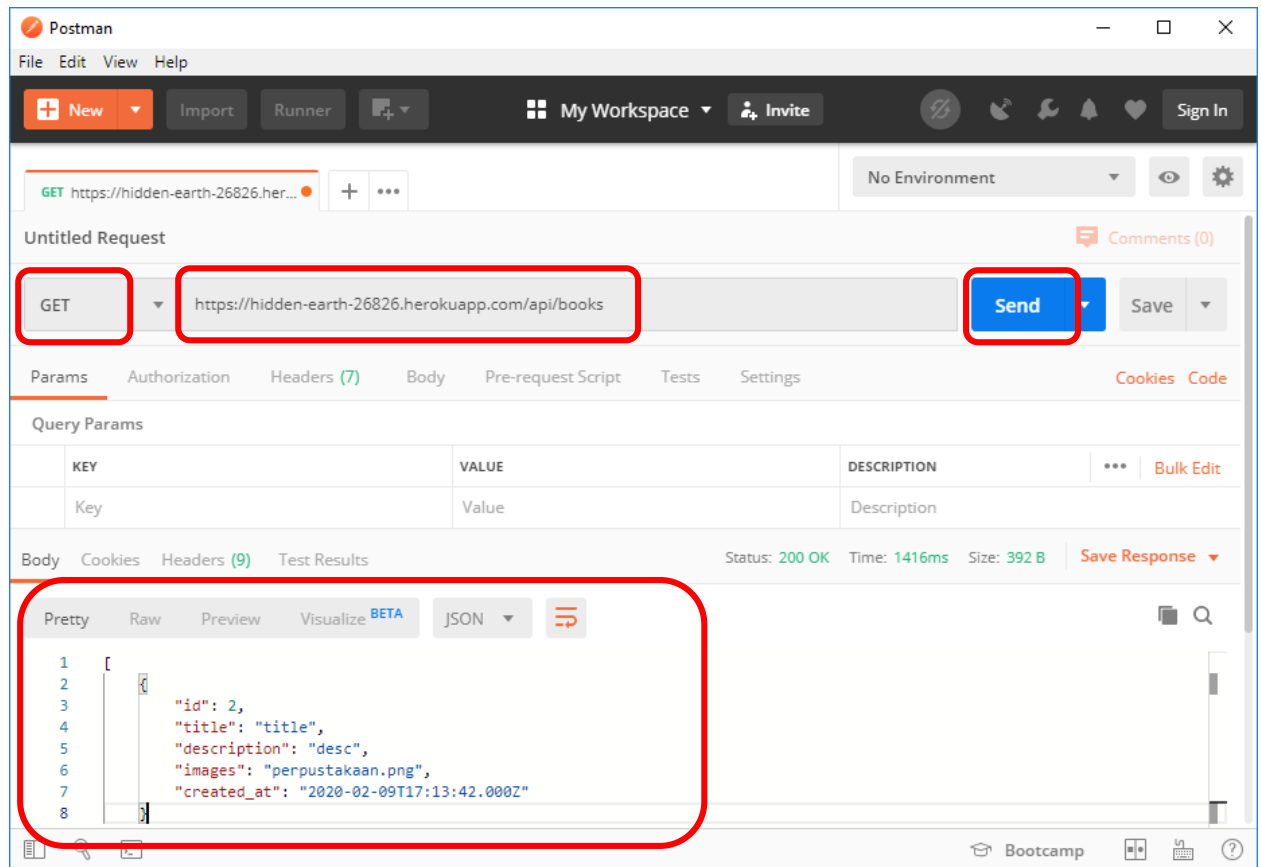 Postman
File Edit View Help
New Import Runner My Workspace Invite Sign In
GET https://hidden-earth-26826.her... No Environment
Untitled Request Comments (0)
GET https://hidden-earth-26826.herokuapp.com/api/books Send Save
Params Authorization Headers (7) Body Pre-request Script Tests Settings Cookies Code
Query Params
KEY VALUE DESCRIPTION Bulk Edit
Key Value Description
Body Cookies Headers (9) Test Results Status: 200 OK Time: 1416ms Size: 392 B Save Response
Pretty Raw Preview Visualize BETA JSON
1 [
2 {
3 "id": 2,
4 "title": "title",
5 "description": "desc",
6 "images": "perpustakaan.png",
7 "created_at": "2020-02-09T17:13:42.000Z"
8 }
Bootcamp